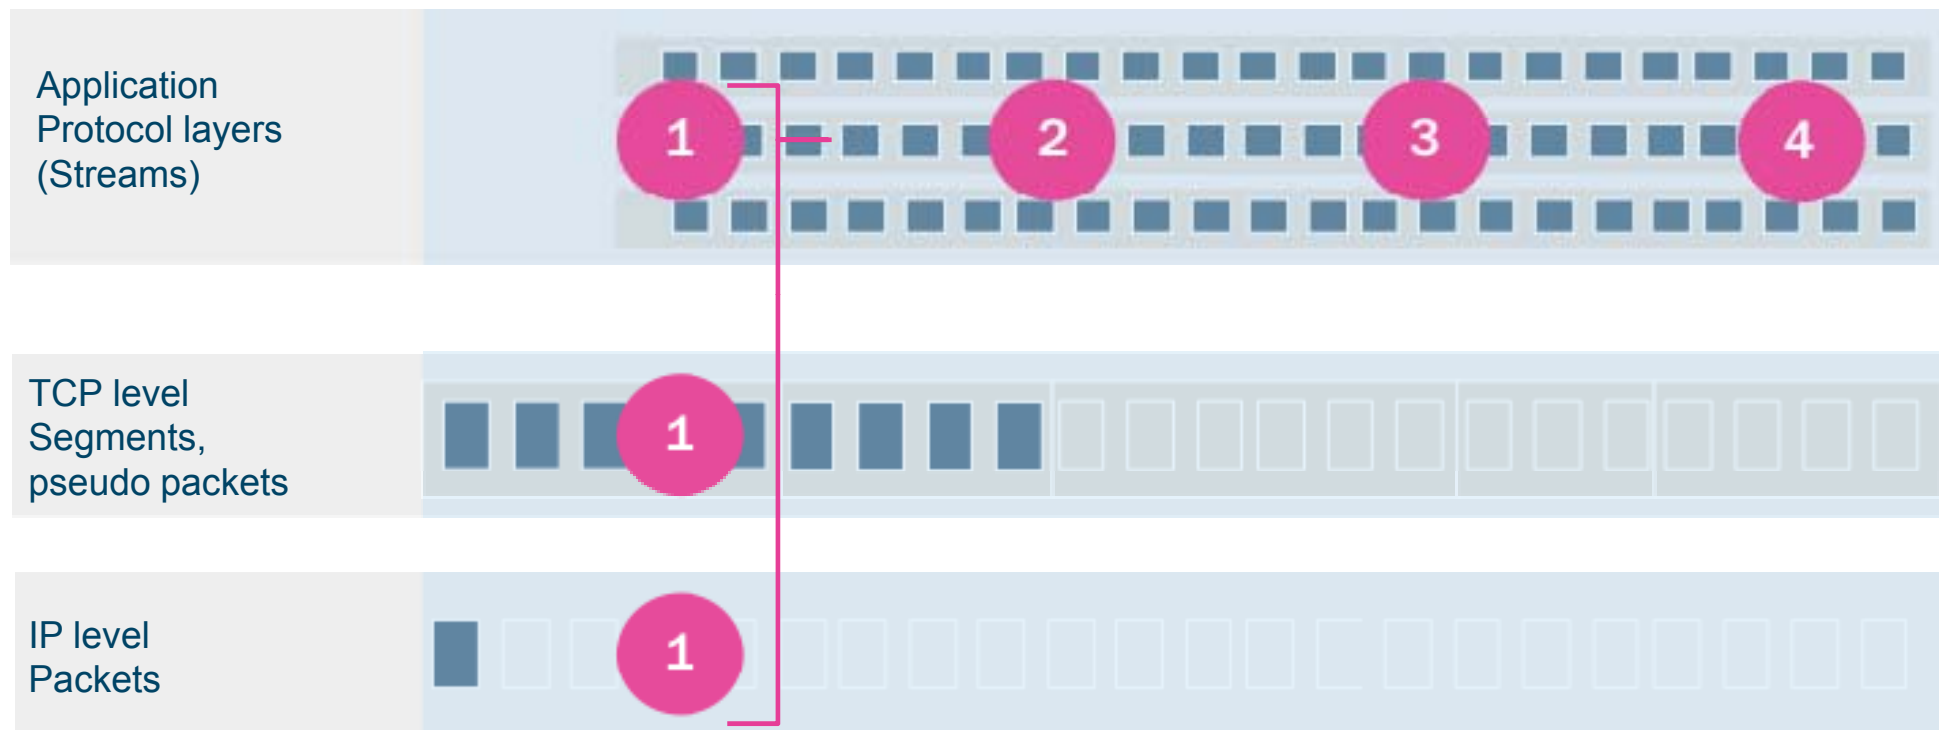 Application
Protocol layers
(Streams)
1
2
3
4
TCP level
Segments,
pseudo packets
1
IP level
Packets
1